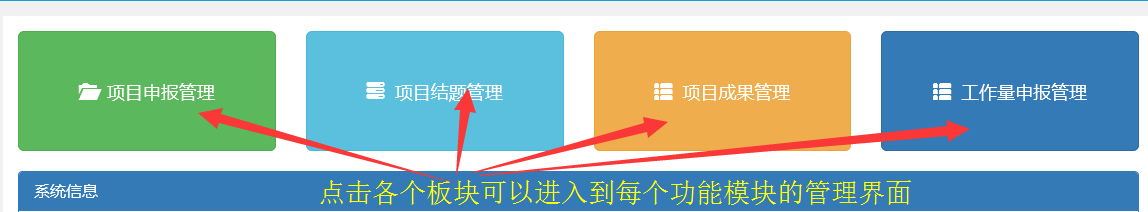 项目申报管理
项目结题管理
项目成果管理
工作量申报管理
系统信息
点击各个板块可以进入到每个功能模块的管理界面